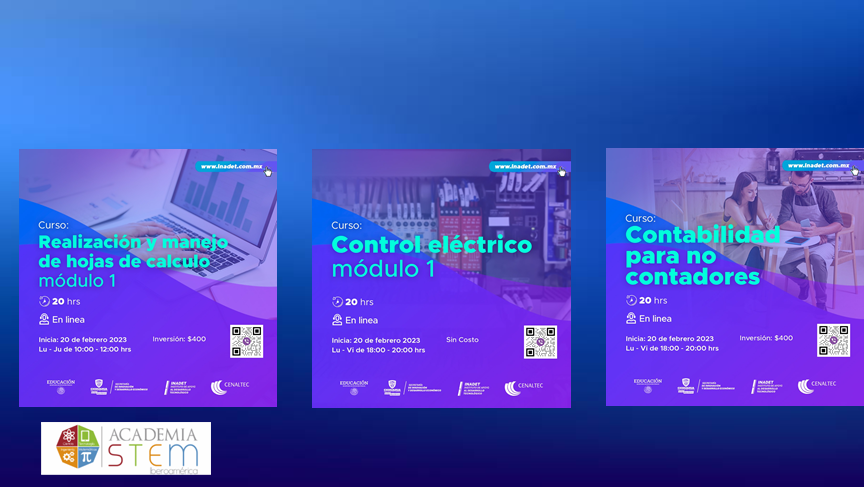 www.inadet.com.mx
Curso:
Realización y manejo
de hojas de calculo
módulo 1
20 hrs
En linea
Inicia: 20 de febrero 2023
Lu - Ju de 10:00 - 12:00 hrs
Inversión: $400
EDUCACIÓN
INADET
CENALTEC
www.inadet.com.mx
Curso:
Control eléctrico
módulo 1
20 hrs
En linea
Inicia: 20 de febrero 2023
Lu - Vi de 18:00 - 20:00 hrs
Sin Costo
EDUCACIÓN
INADET
CENALTEC
www.inadet.com.mx
Curso:
Contabilidad
para no
contadores
20 hrs
En linea
Inicia: 20 de febrero 2023
Lu - Vi de 18:00 - 20:00 hrs
Inversión: $400
EDUCACIÓN
INADET
CENALTEC
ACADEMIA
STEM
Iberoamérica